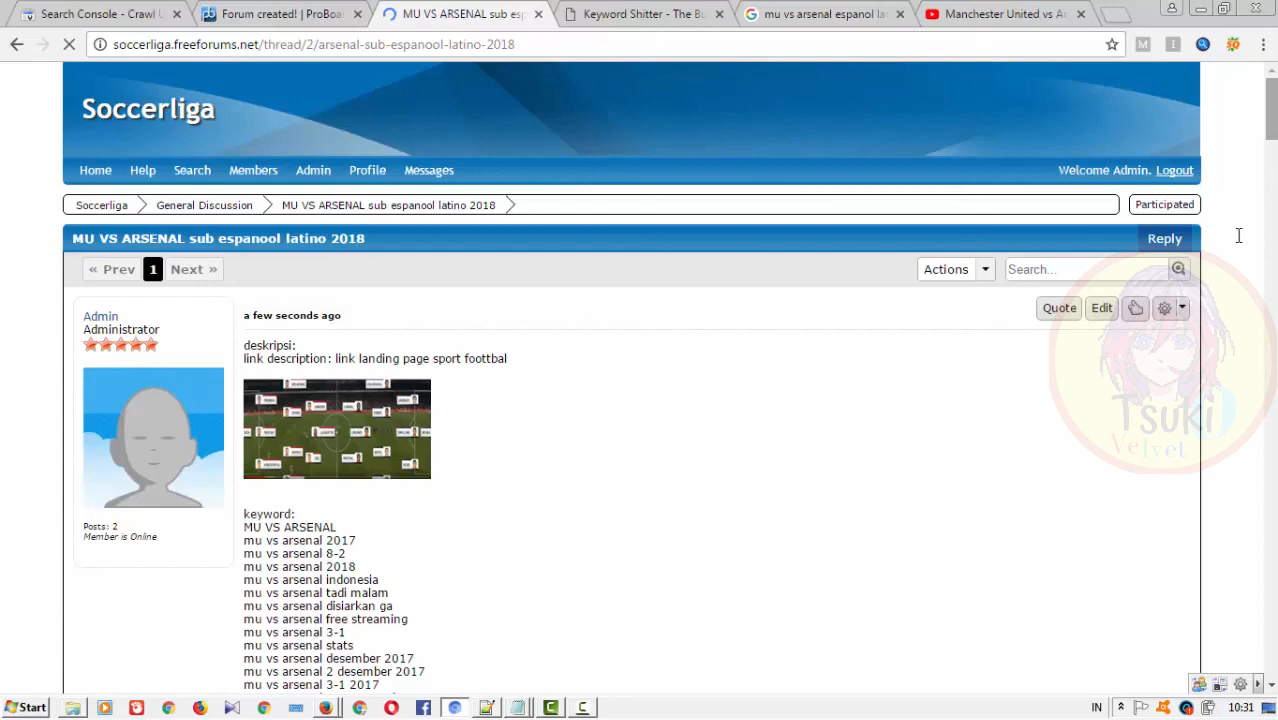 Search Console - Crawl U
Forum created! | ProBoa
MU VS ARSENAL sub esp
Keyword Shitter - The Bu
mu vs arsenal espanol lat
Manchester United vs Ar
soccerliga.freeforums.net/thread/2/arsenal-sub-espanool-latino-2018
Soccerliga
Home Help Search Members Admin Profile Messages
Welcome Admin. Logout
Soccerliga General Discussion MU VS ARSENAL sub espanool latino 2018
Participated
MU VS ARSENAL sub espanool latino 2018
Reply
« Prev 1 Next »
Actions
Search...
Admin
Administrator
Posts: 2
Member is Online
a few seconds ago
Quote Edit
deskripsi:
link description: link landing page sport foottbal
keyword:
MU VS ARSENAL
mu vs arsenal 2017
mu vs arsenal 8-2
mu vs arsenal 2018
mu vs arsenal indonesia
mu vs arsenal tadi malam
mu vs arsenal disiarkan ga
mu vs arsenal free streaming
mu vs arsenal 3-1
mu vs arsenal stats
mu vs arsenal desember 2017
mu vs arsenal 2 desember 2017
mu vs arsenal 3-1 2017
TsukiD
Velvet
Start
IN
10:31